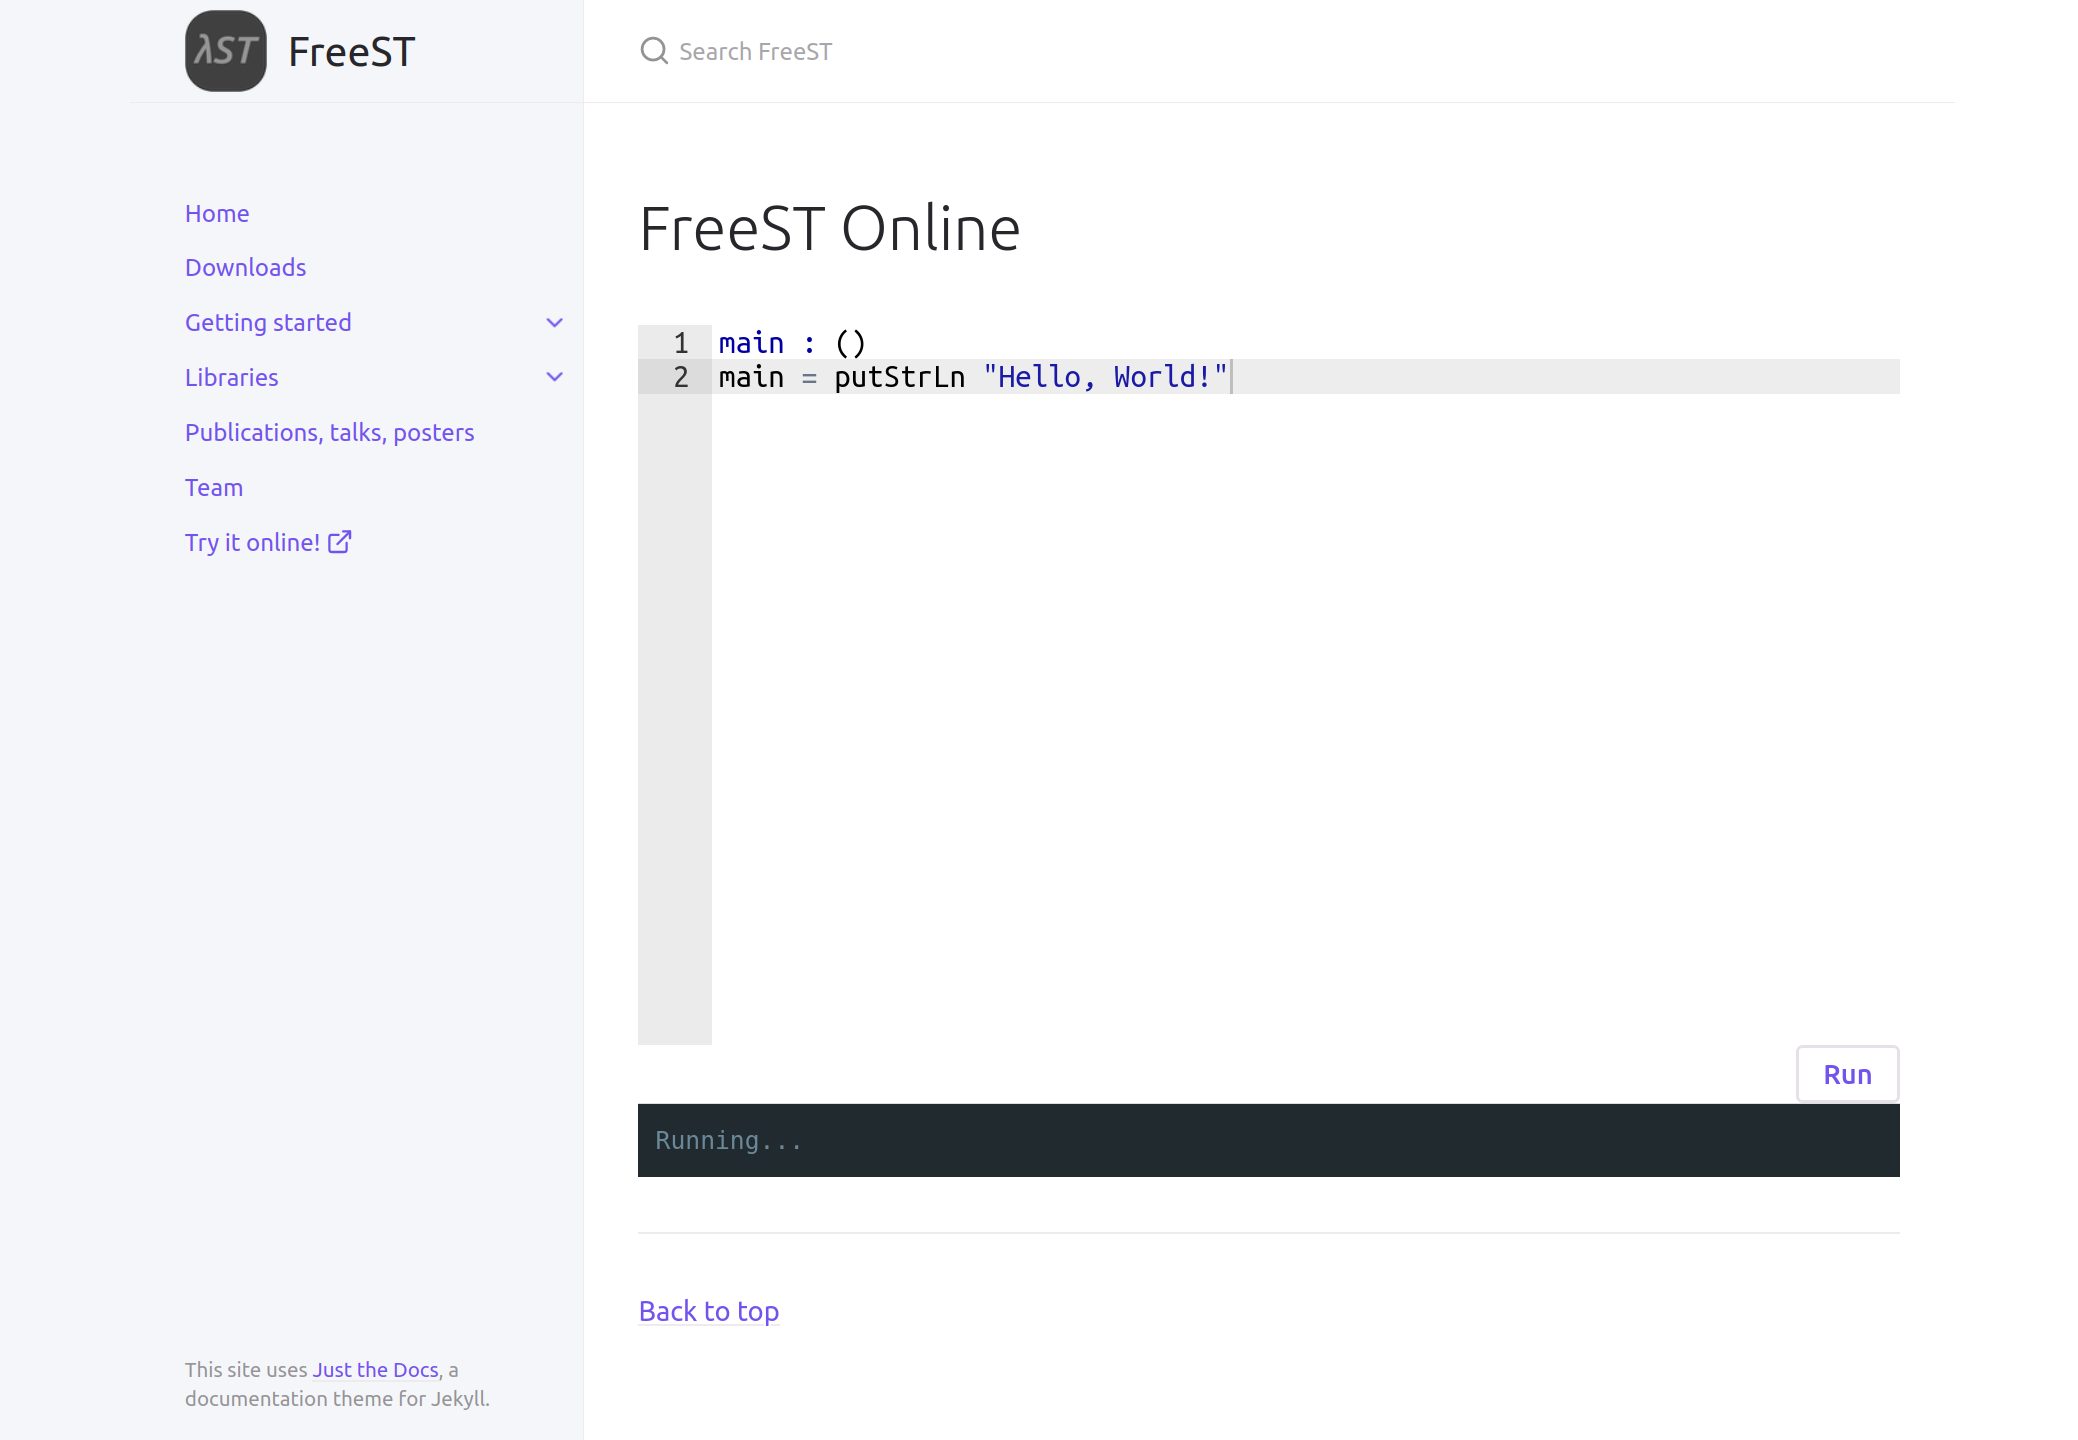 λST FreeST
Search FreeST
Home
Downloads
Getting started
Libraries
Publications, talks, posters
Team
Try it online!
This site uses Just the Docs, a
documentation theme for Jekyll.
FreeST Online
1 main : ()
2 main = putStrLn "Hello, World!"
Run
Running...
Back to top